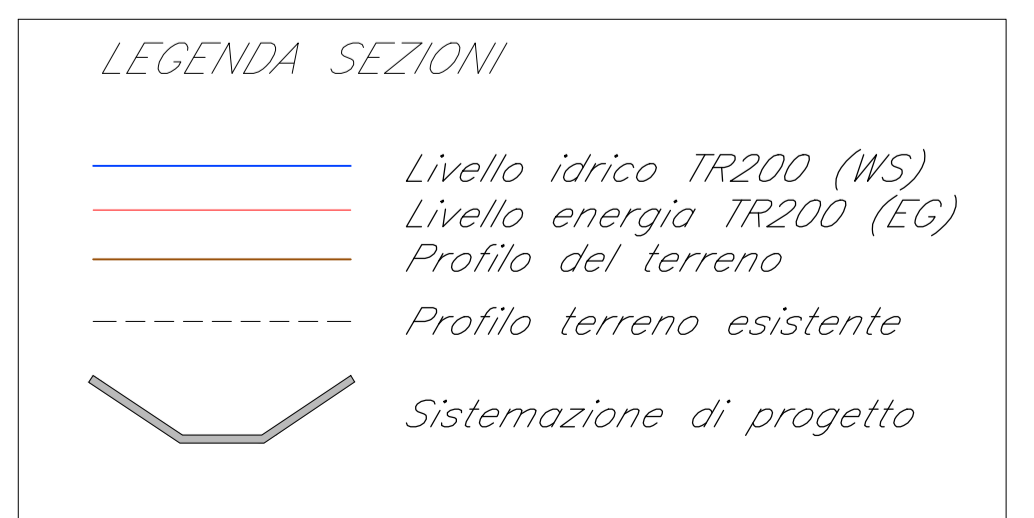 LEGENDA SEZIONI
Livello idrico TR200 (WS)
Livello energia TR200 (EG)
Profilo del terreno
Profilo terreno esistente
Sistemazione di progetto